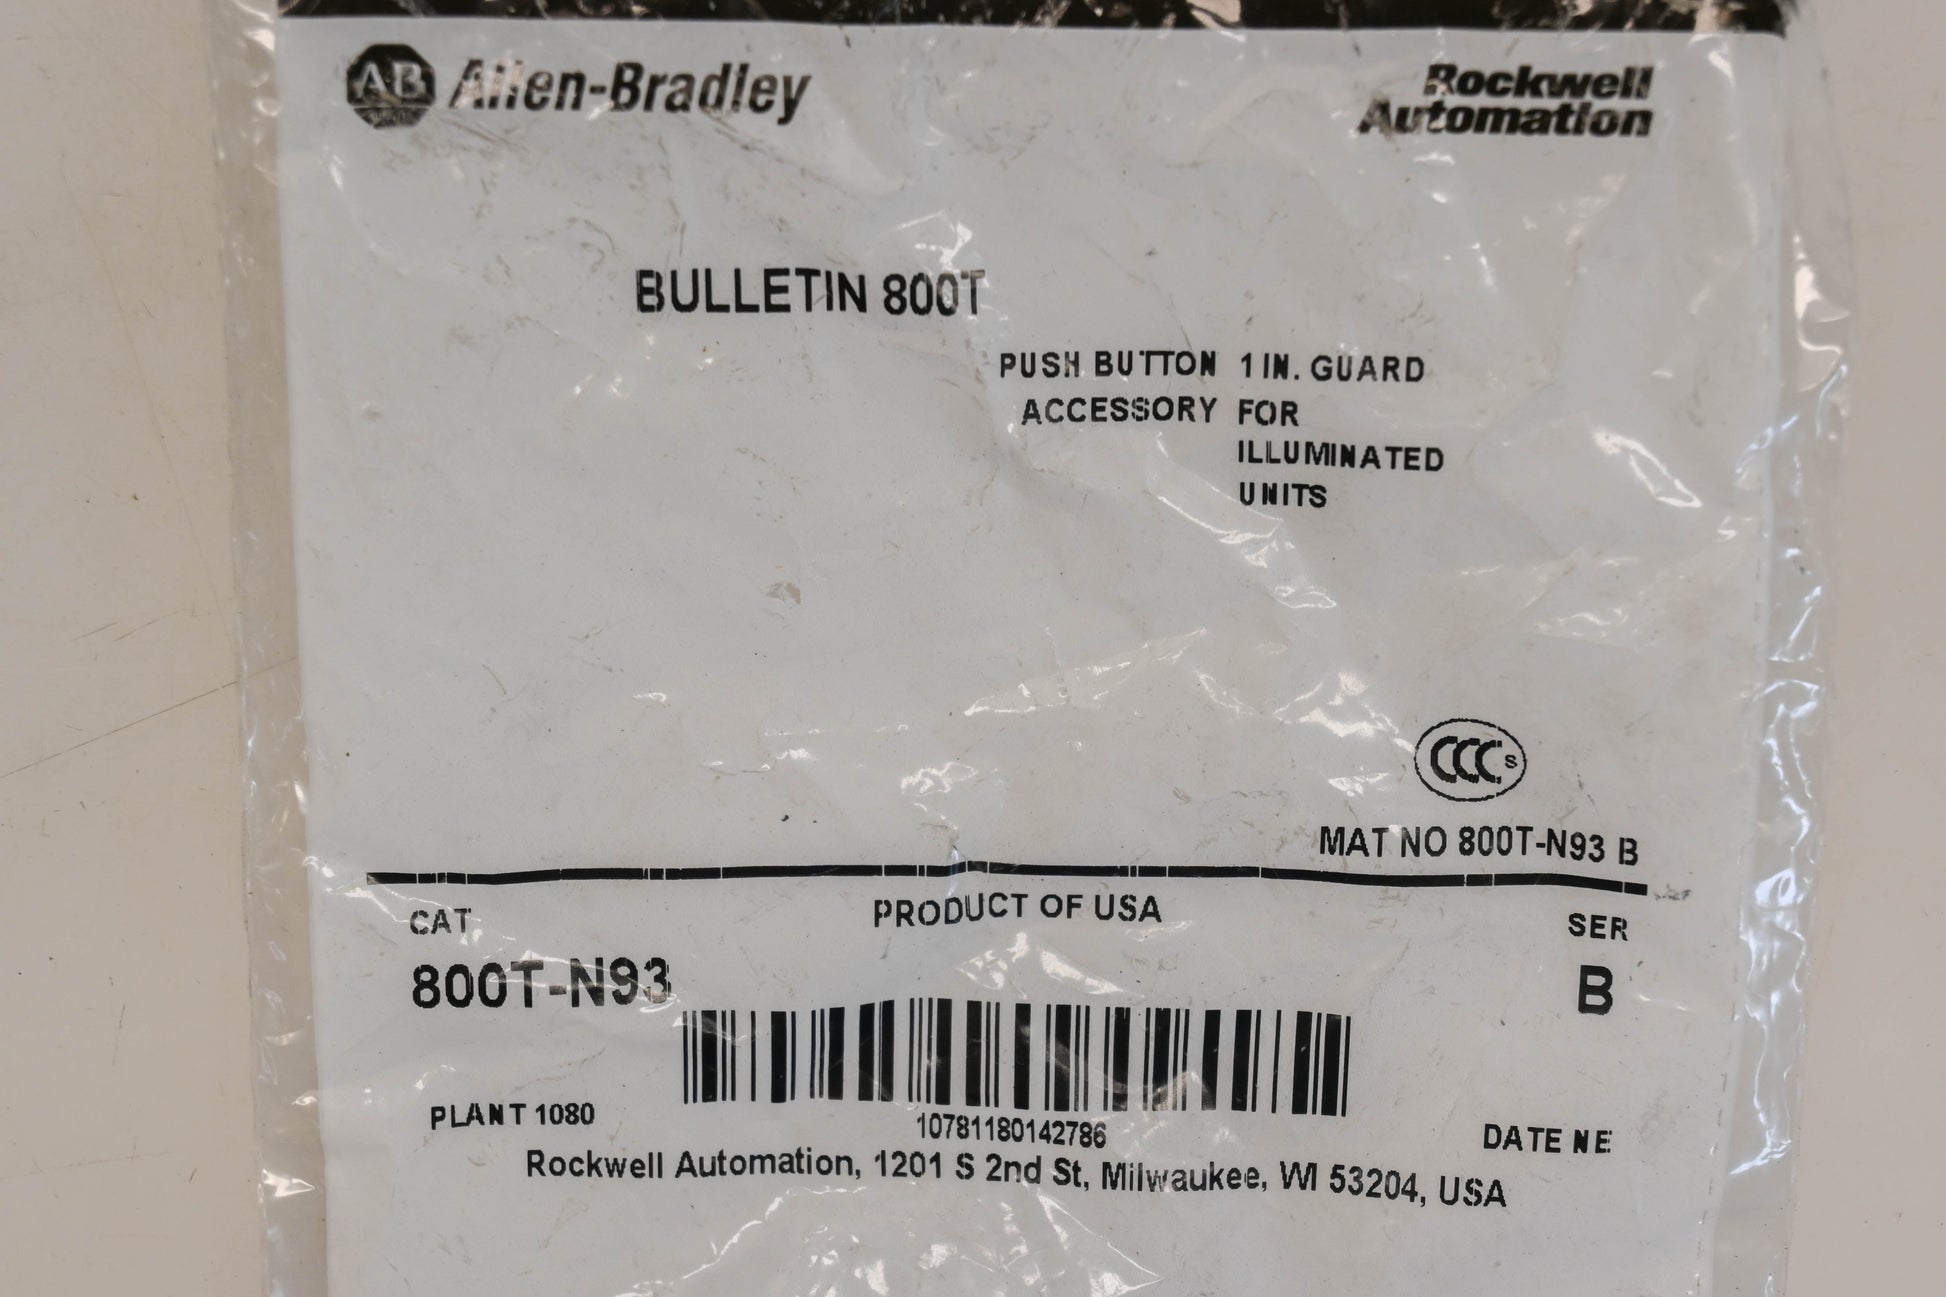 AB Allen-Bradley
Rockwell
Automation
BULLETIN 800T
PUSH BUTTON 1 IN. GUARD
ACCESSORY FOR
ILLUMINATED
UNITS
CCC S
MAT NO 800T-N93 B
CAT
PRODUCT OF USA
SER
800T-N93
B
PLANT 1080
10781180142786
DATE NE
Rockwell Automation, 1201 S 2nd St, Milwaukee, WI 53204, USA